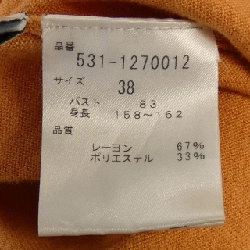 品番
531-1270012
サイズ
38
バスト 83
身長 158～162
品質
レーヨン 67%
ポリエステル 33%